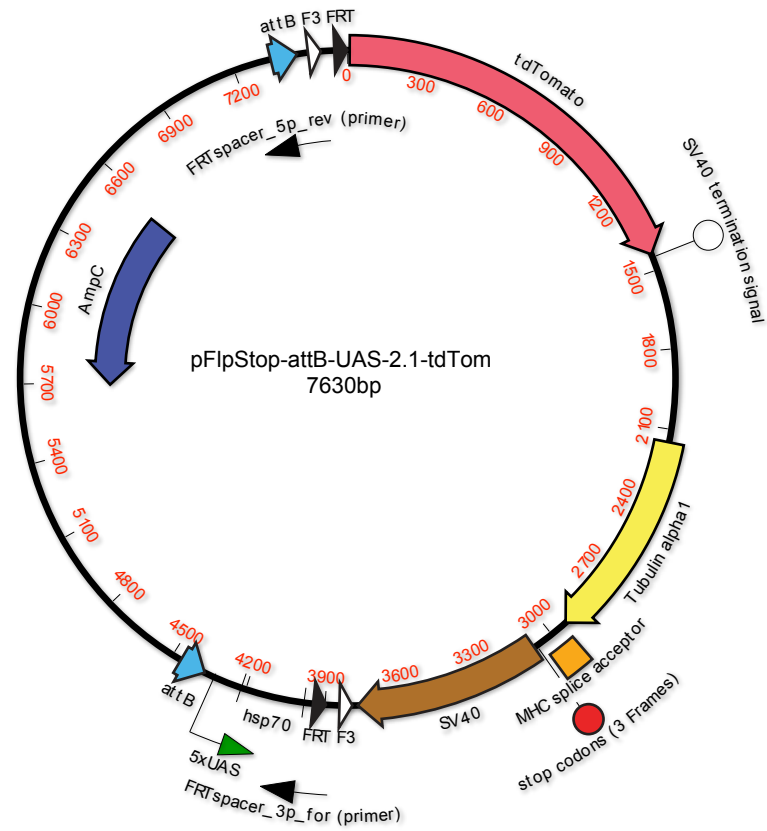 pFlpStop-attB-UAS-2.1-tdTom
7630bp
attB
F3
FRT
0
tdTomato
300
600
900
1200
SV40 termination signal
1500
1800
2100
2400
Tubulin alpha1
2700
3000
MHC splice acceptor
stop codons (3 Frames)
3300
SV40
3600
F3
FRT
3900
hsp70
4200
5xUAS
FRTspacer_3p_for (primer)
attB
4500
4800
5100
5400
5700
6000
6300
AmpC
6600
6900
7200
FRTspacer_5p_rev (primer)